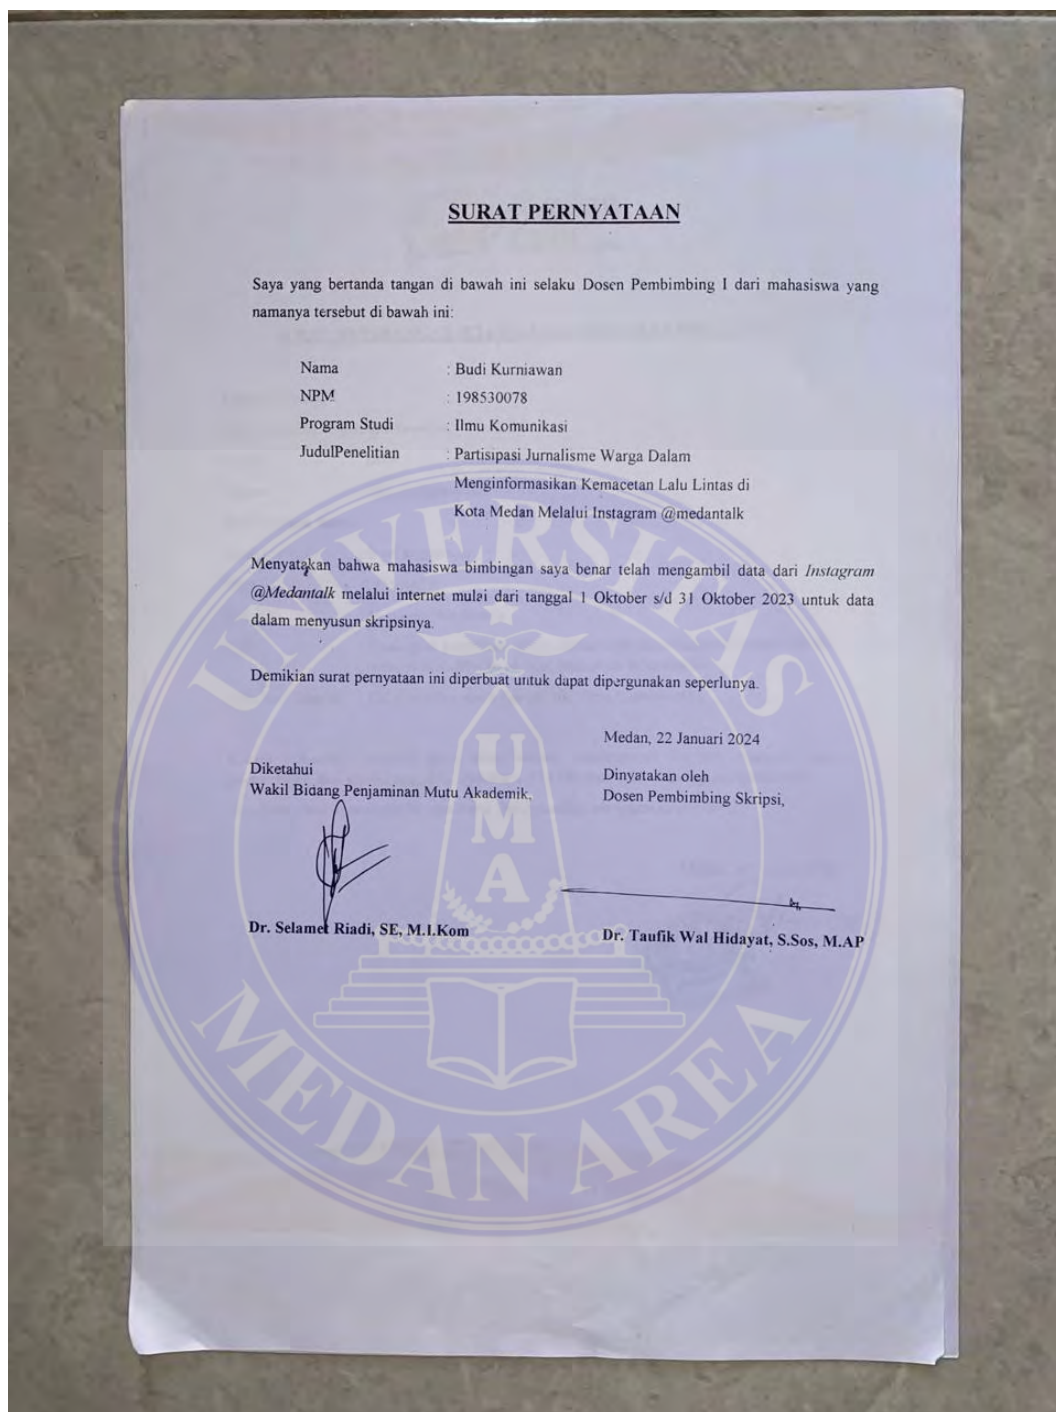 SURAT PERNYATAAN
Saya yang bertanda tangan di bawah ini selaku Dosen Pembimbing I dari mahasiswa yang
namanya tersebut di bawah ini:
Nama : Budi Kurniawan
NPM : 198530078
Program Studi : Ilmu Komunikasi
JudulPenelitian : Partisipasi Jurnalisme Warga Dalam
Menginformasikan Kemacetan Lalu Lintas di
Kota Medan Melalui Instagram @medantalk
Menyatakan bahwa mahasiswa bimbingan saya benar telah mengambil data dari Instagram
@Medantalk melalui internet mulai dari tanggal 1 Oktober s/d 31 Oktober 2023 untuk data
dalam menyusun skripsinya.
Demikian surat pernyataan ini diperbuat untuk dapat dipergunakan seperlunya.
Medan, 22 Januari 2024
Diketahui
Wakil Bidang Penjaminan Mutu Akademik,
Dinyatakan oleh
Dosen Pembimbing Skripsi,
Dr. Selamet Riadi, SE, M.I.Kom
Dr. Taufik Wal Hidayat, S.Sos, M.AP
UNIVERSITAS
UMA
MEDAN AREA